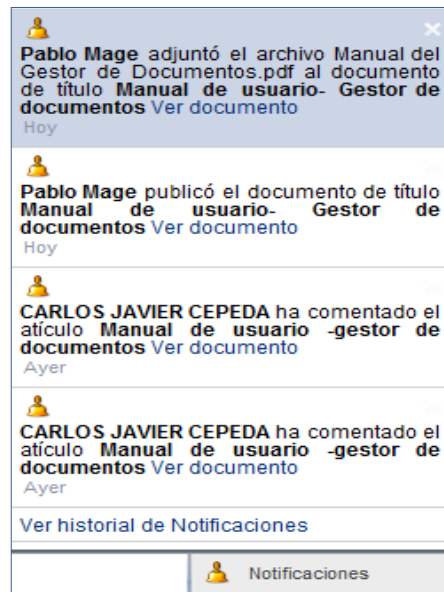 Pablo Mage adjuntó el archivo Manual del
Gestor de Documentos.pdf al documento
de título Manual de usuario- Gestor de
documentos Ver documento
Hoy
Pablo Mage publicó el documento de título
Manual de usuario- Gestor de
documentos Ver documento
Hoy
CARLOS JAVIER CEPEDA ha comentado el
atículo Manual de usuario -gestor de
documentos Ver documento
Ayer
CARLOS JAVIER CEPEDA ha comentado el
atículo Manual de usuario -gestor de
documentos Ver documento
Ayer
Ver historial de Notificaciones
Notificaciones